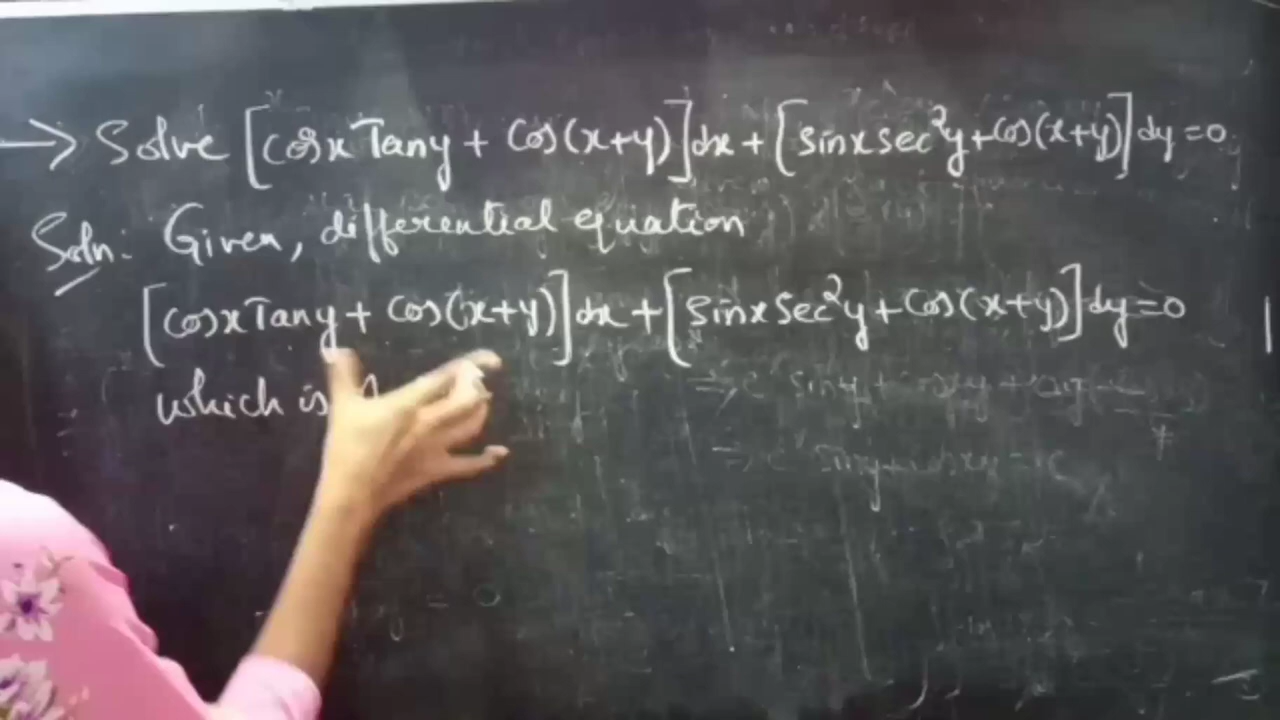 → Solve [cosx Tany + cos(x+y)]dx + [sinx sec²y + cos(x+y)]dy = 0
Soln: Given, differential equation
[cosx Tany + cos(x+y)]dx + [sinx sec²y + cos(x+y)]dy = 0
which is